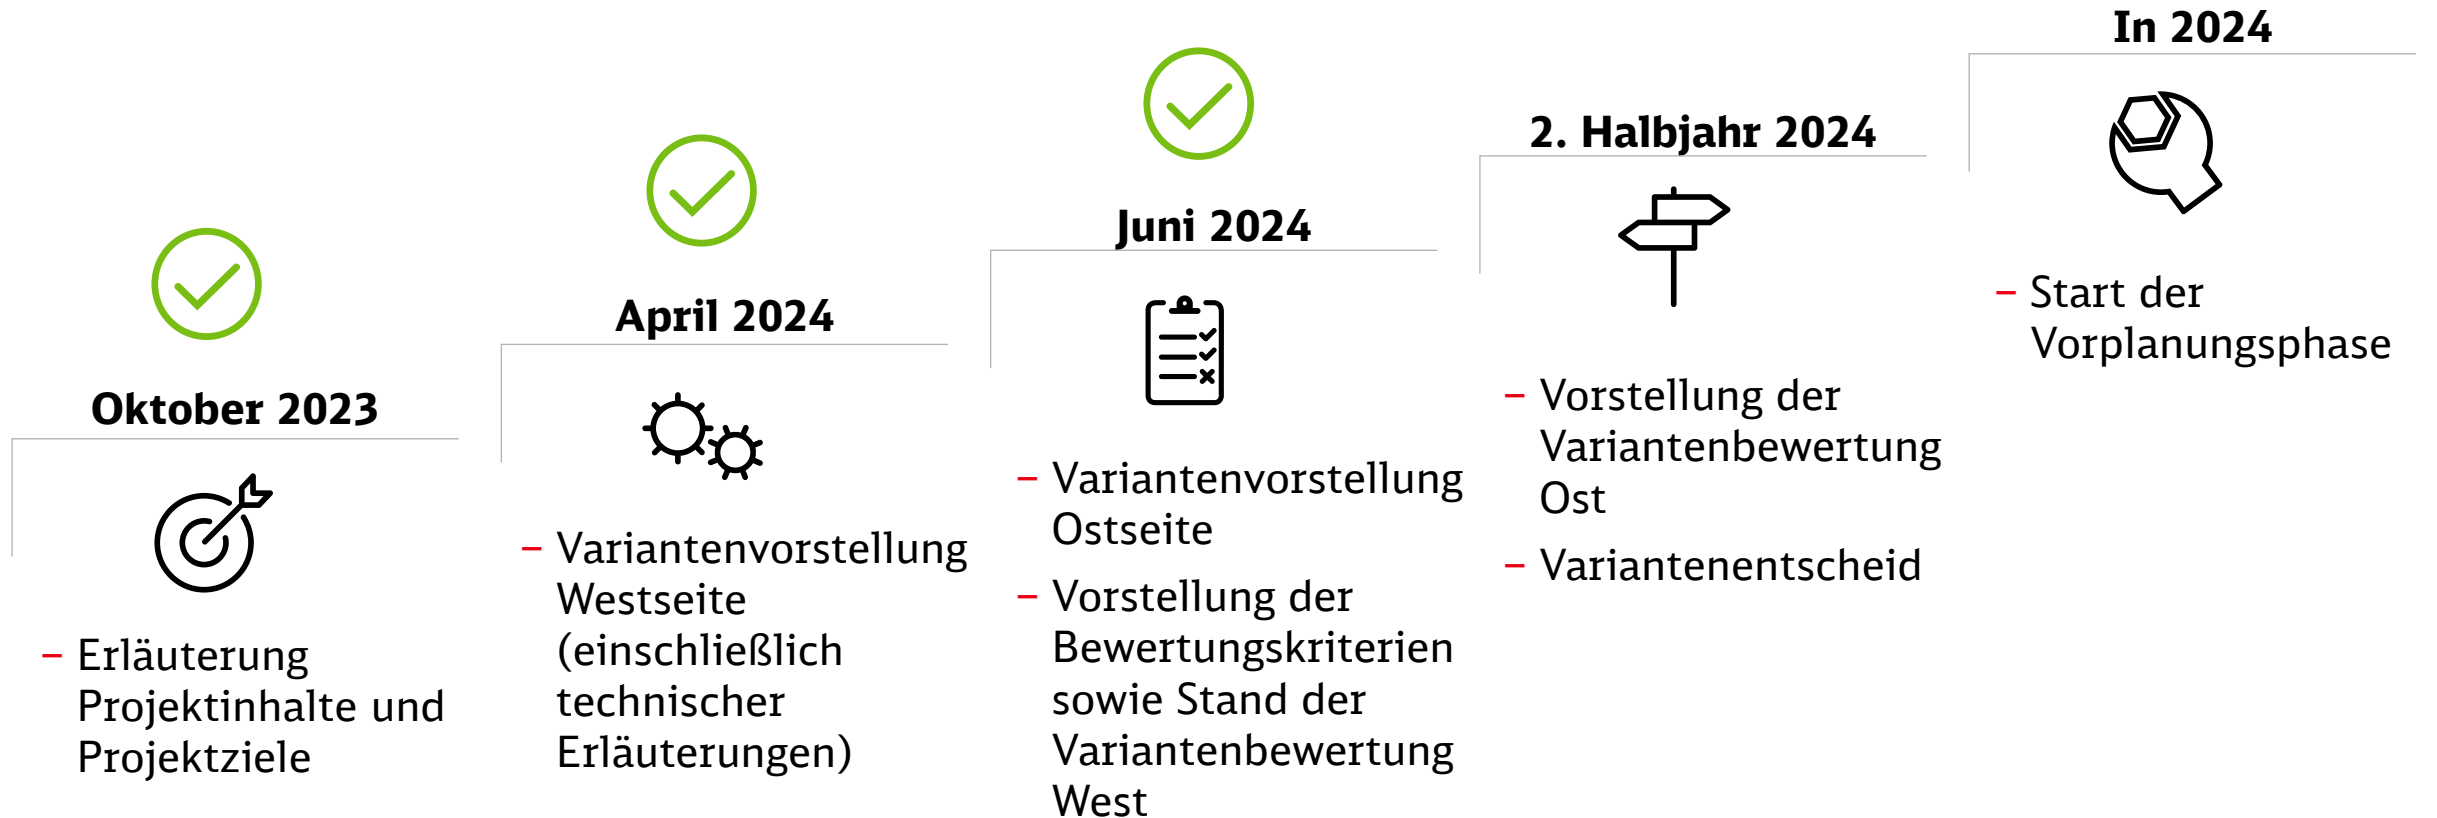 Oktober 2023
– Erläuterung
Projektinhalte und
Projektziele
April 2024
– Variantenvorstellung
Westseite
(einschließlich
technischer
Erläuterungen)
Juni 2024
– Variantenvorstellung
Ostseite
– Vorstellung der
Bewertungskriterien
sowie Stand der
Variantenbewertung
West
2. Halbjahr 2024
– Vorstellung der
Variantenbewertung
Ost
– Variantenentscheid
In 2024
– Start der
Vorplanungsphase